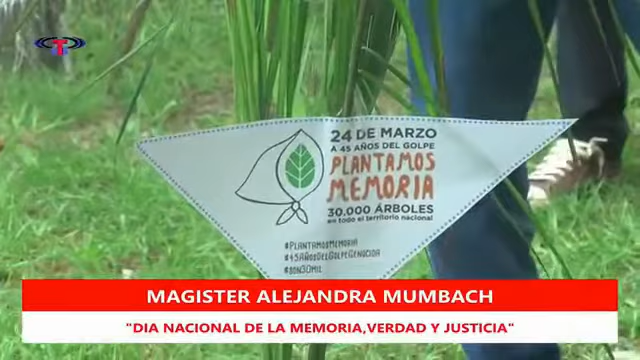 T
24 DE MARZO
A 45 AÑOS DEL GOLPE
PLANTAMOS
MEMORIA
30.000 ÁRBOLES
en todo el territorio nacional
#PLANTAMOSMEMORIA
#45AÑOSDELGOLPEGENOCIDA
#SON30MIL
MAGISTER ALEJANDRA MUMBACH
"DIA NACIONAL DE LA MEMORIA,VERDAD Y JUSTICIA"